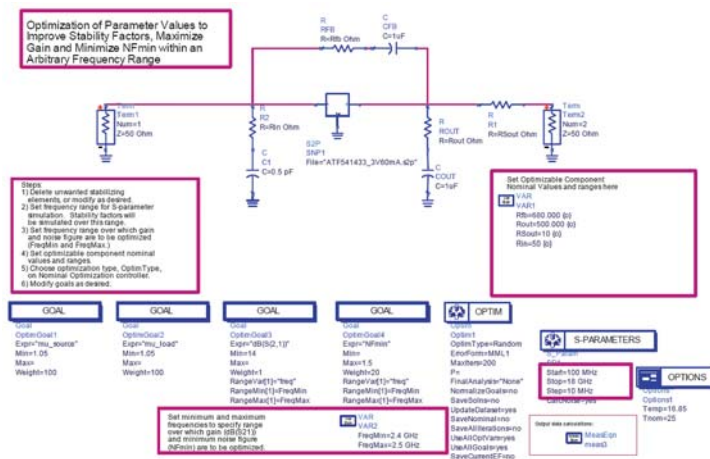 Optimization of Parameter Values to
Improve Stability Factors, Maximize
Gain and Minimize NFmin within an
Arbitrary Frequency Range
R
RFB
R=Rfb Ohm
C
CFB
C=1uF
Term
Term1
Num=1
Z=50 Ohm
R
R2
R=Rin Ohm
C
C1
C=0.5 pF
S2P
SNP1
File="ATF541433_3V60mA.s2p"
R
ROUT
R=Rout Ohm
C
COUT
C=1uF
R
R1
R=RSout Ohm
Term
Term2
Num=2
Z=50 Ohm
Steps
1) Delete unwanted stabilizing
elements, or modify as desired.
2) Set frequency range for S-parameter
simulation. Stability factors will
be simulated over this range.
3) Set frequency range over which gain
and noise figure are to be optimized
(FreqMin and FreqMax.)
4) Set optimizable component nominal
values and ranges.
5) Choose optimization type, OptimType,
on Nominal Optimization controller.
6) Modify goals as desired.
Set Optimizable Component
Nominal Values and ranges here
VAR
VAR1
Rfb=680.000 {o}
Rout=500.000 {o}
RSout=10 {o}
Rin=50 {o}
GOAL
Goal
OptimGoal1
Expr="mu_source"
Min=1.05
Max=
Weight=100
GOAL
Goal
OptimGoal2
Expr="mu_load"
Min=1.05
Max=
Weight=100
GOAL
Goal
OptimGoal3
Expr="dB(S(2,1))"
Min=14
Max=
Weight=1
RangeVar[1]="freq"
RangeMin[1]=FreqMin
RangeMax[1]=FreqMax
GOAL
Goal
OptimGoal4
Expr="NFmin"
Min=
Max=1.5
Weight=20
RangeVar[1]="freq"
RangeMin[1]=FreqMin
RangeMax[1]=FreqMax
OPTIM
Optim
Optim1
OptimType=Random
ErrorForm=MML1
MaxIters=200
P=
FinalAnalysis="None"
NormalizeGoals=yes
SaveSolns=no
UpdateDataset=yes
SaveNominal=no
SaveAllIterations=no
UseAllOptVars=yes
UseAllGoals=yes
SaveCurrentEF=no
S-PARAMETERS
S_Param
Start=100 MHz
Stop=18 GHz
Step=10 MHz
CalcNoise=yes
OPTIONS
Options
Options1
Temp=16.85
Tnom=25
Set minimum and maximum
frequencies to specify range
over which gain (dB(S21))
and minimum noise figure
(NFmin) are to be optimized.
VAR
VAR2
FreqMin=2.4 GHz
FreqMax=2.5 GHz
Output data calculations:
MeasEqn
meas3